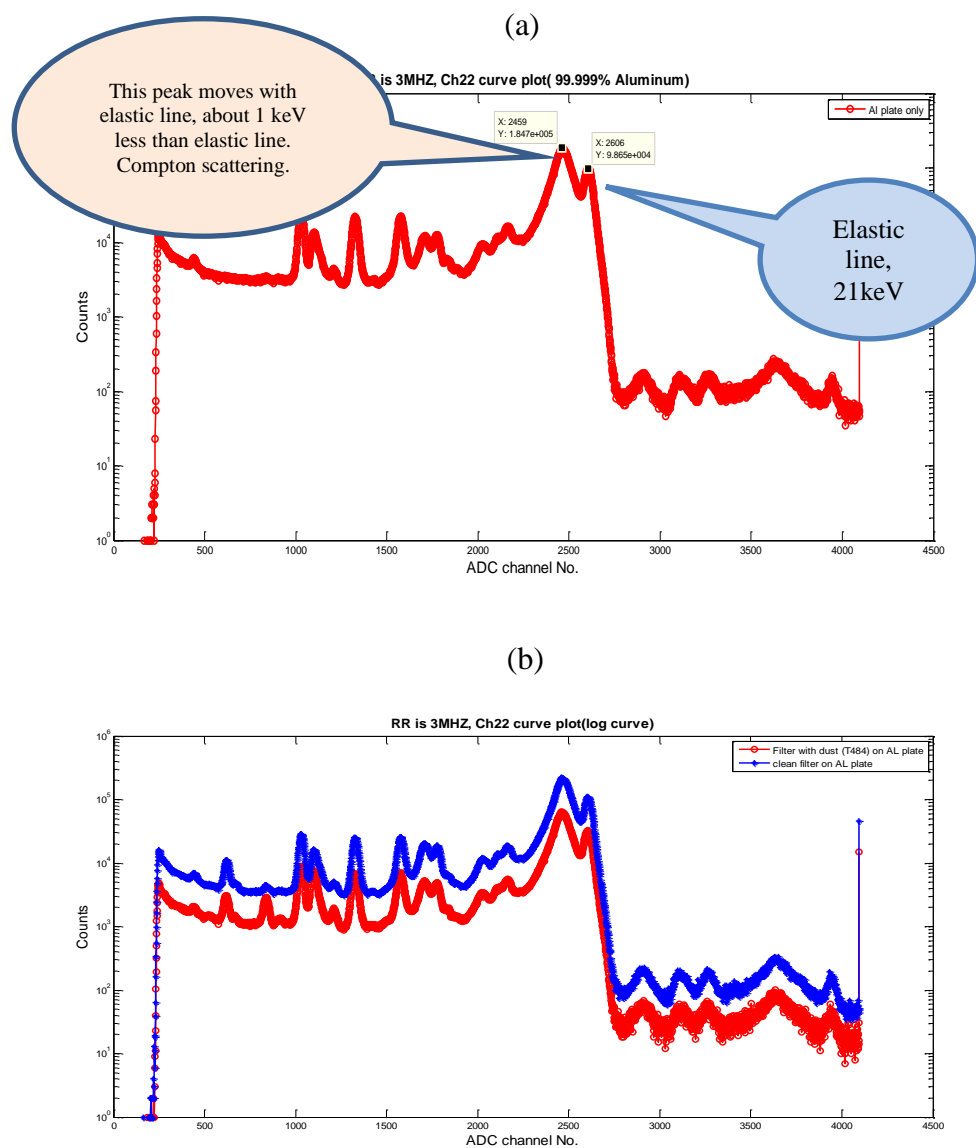 (a)
is 3MHZ, Ch22 curve plot( 99.999% Aluminum)
This peak moves with
elastic line, about 1 keV
less than elastic line.
Compton scattering.
Al plate only
X: 2459
Y: 1.847e+005
X: 2606
Y: 9.865e+004
Elastic
line,
21keV
10^4
10^3
10^2
10^1
10^0
Counts
0 500 1000 1500 2000 2500 3000 3500 4000 4500
ADC channel No.
(b)
RR is 3MHZ, Ch22 curve plot(log curve)
Filter with dust (T484) on AL plate
clean filter on AL plate
10^6
10^5
10^4
10^3
10^2
10^1
10^0
Counts
0 500 1000 1500 2000 2500 3000 3500 4000 4500
ADC channel No.